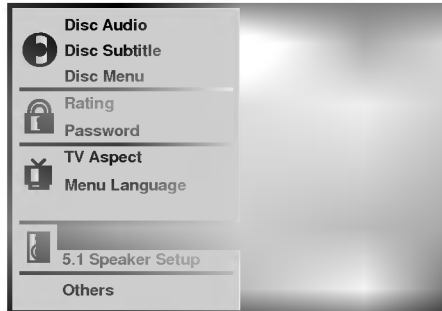 Disc Audio
Disc Subtitle
Disc Menu
Rating
Password
TV Aspect
Menu Language
5.1 Speaker Setup
Others